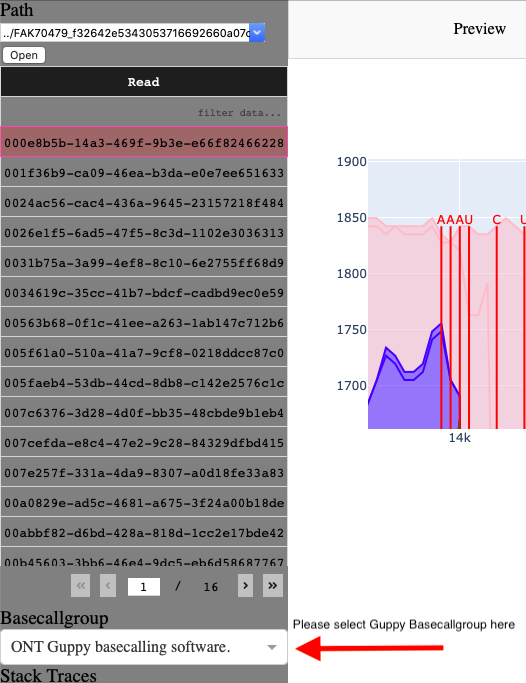 Path
../FAK70479_f32642e5343053716692660a07c
Open
Read
filter data...
000e8b5b-14a3-469f-9b3e-e66f82466228
001f36b9-ca09-46ea-b3da-e0e7ee651633
0024ac56-cac4-436a-9645-23157218f484
0026e1f5-6ad5-47f5-8c3d-1102e3036313
0031b75a-3a99-4ef8-8c10-6e2755ff68d9
0034619c-35cc-41b7-bdcf-cadbd9ec0e59
00563b68-0f1c-41ee-a263-1ab147c712b6
005f61a0-510a-41a7-9cf8-0218ddcc87c0
005faeb4-53db-44cd-8db8-c142e2576c1c
007c6376-3d28-4d0f-bb35-48cbde9b1eb4
007cefda-e8c4-47e2-9c28-84329dfbd415
007e257f-331a-4da9-8307-a0d18fe33a83
00a0829e-ad5c-4681-a675-3f24a00b18de
00abbf82-d6bd-428a-818d-1cc2e17bde42
00b45603-3bb6-46e4-9dc5-eb6d58687767
« ‹ 1 / 16 › »
Basecallgroup
ONT Guppy basecalling software.
Stack Traces
Preview
1900
1850
1800
1750
1700
A A A U C U
14k
Please select Guppy Basecallgroup here